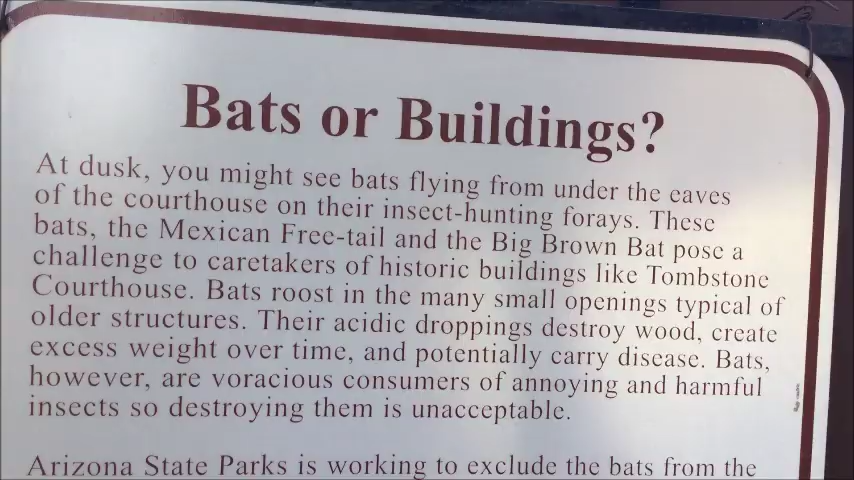 Bats or Buildings?
At dusk, you might see bats flying from under the eaves
of the courthouse on their insect-hunting forays. These
bats, the Mexican Free-tail and the Big Brown Bat pose a
challenge to caretakers of historic buildings like Tombstone
Courthouse. Bats roost in the many small openings typical of
older structures. Their acidic droppings destroy wood, create
excess weight over time, and potentially carry disease. Bats,
however, are voracious consumers of annoying and harmful
insects so destroying them is unacceptable.
Arizona State Parks is working to exclude the bats from the